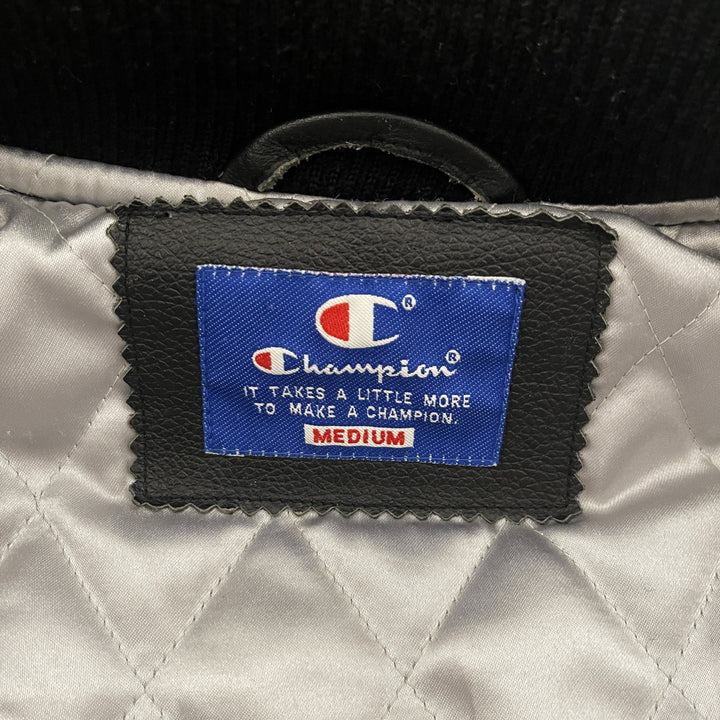 C®
Champion®
IT TAKES A LITTLE MORE
TO MAKE A CHAMPION.
MEDIUM